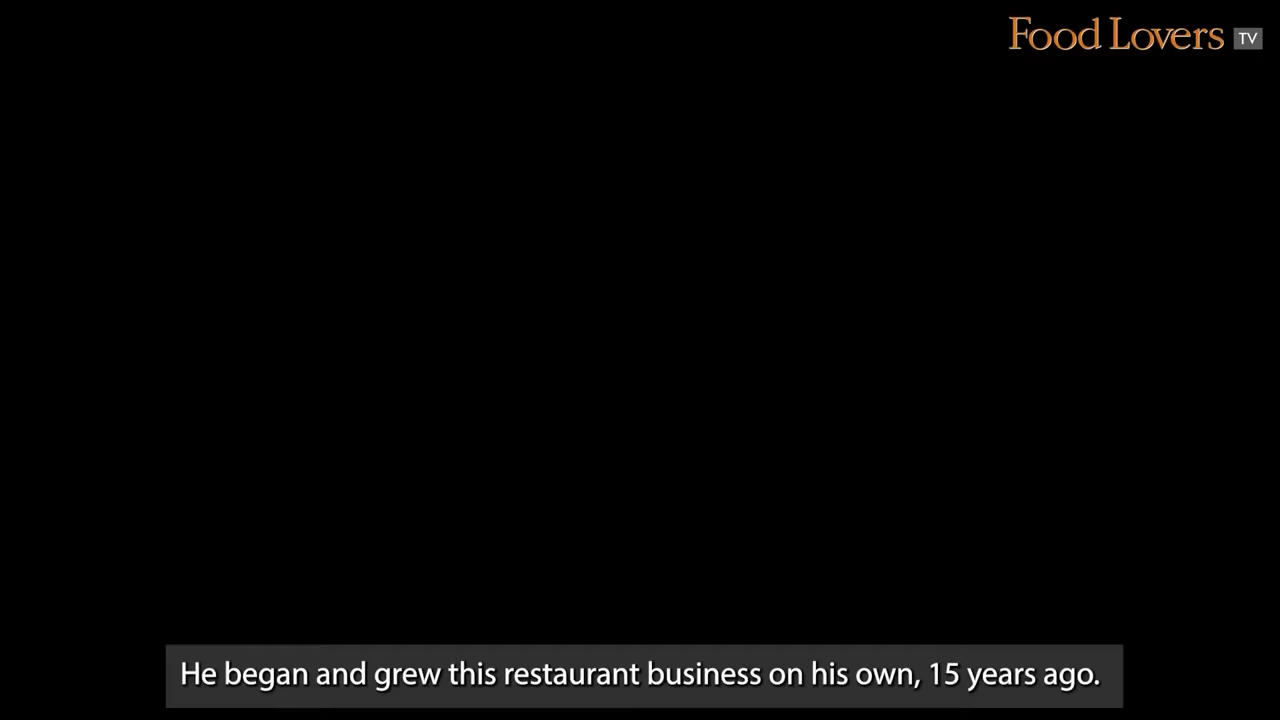 Food Lovers TV
He began and grew this restaurant business on his own, 15 years ago.